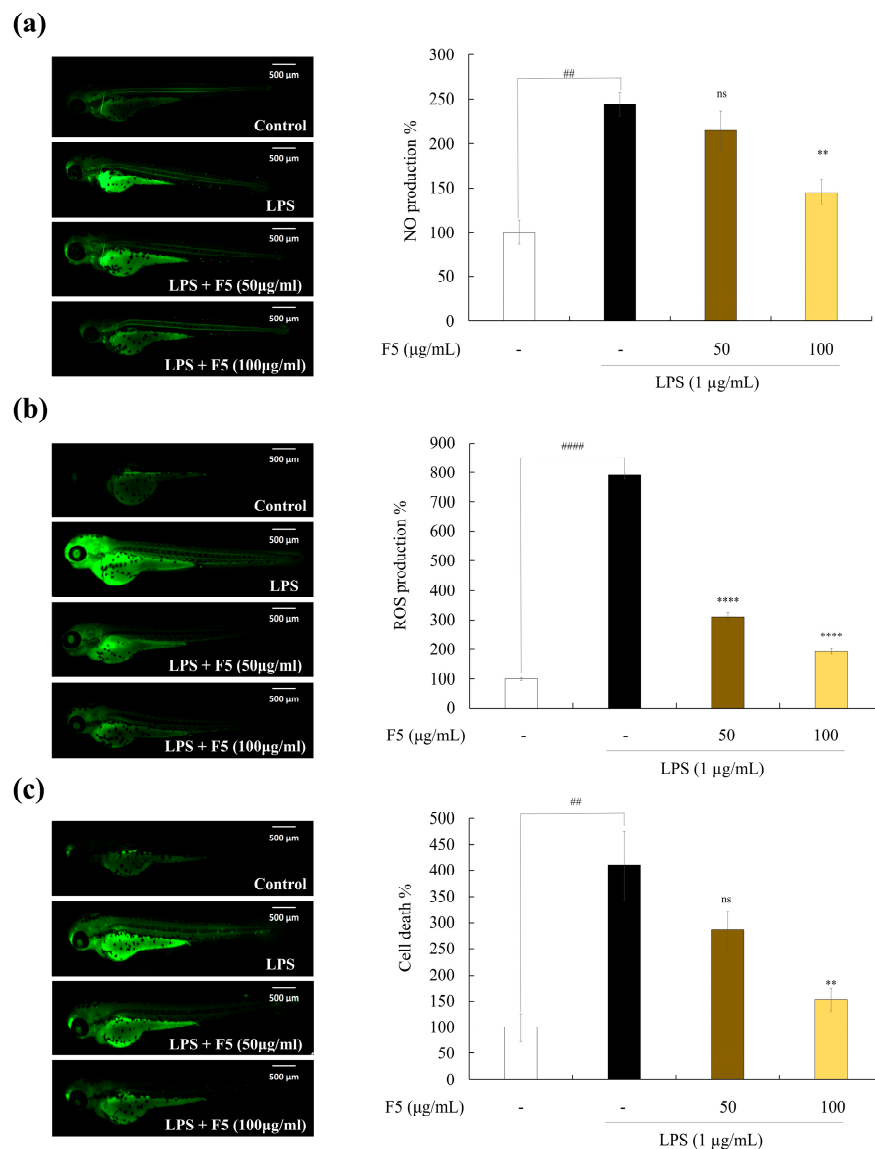 (a)
500 µm
Control
500 µm
LPS
500 µm
LPS + F5 (50µg/ml)
500 µm
LPS + F5 (100µg/ml)
NO production %
300
250
200
150
100
50
0
##
ns
**
F5 (µg/mL)
- - 50 100
LPS (1 µg/mL)
(b)
500 µm
Control
500 µm
LPS
500 µm
LPS + F5 (50µg/ml)
500 µm
LPS + F5 (100µg/ml)
ROS production %
900
800
700
600
500
400
300
200
100
0
####
****
****
F5 (µg/mL)
- - 50 100
LPS (1 µg/mL)
(c)
500 µm
Control
500 µm
LPS
500 µm
LPS + F5 (50µg/ml)
500 µm
LPS + F5 (100µg/ml)
Cell death %
500
450
400
350
300
250
200
150
100
50
0
##
ns
**
F5 (µg/mL)
- - 50 100
LPS (1 µg/mL)